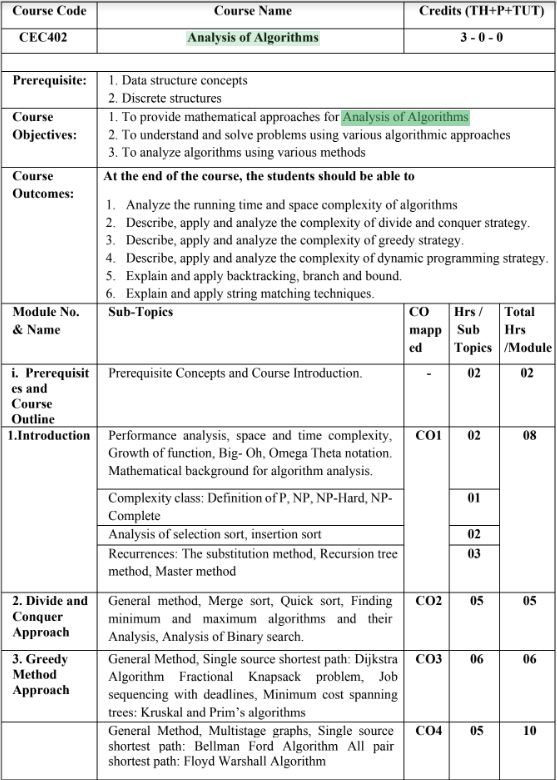 Course Code Course Name Credits (TH+P+TUT)
CEC402 Analysis of Algorithms 3 - 0 - 0
Prerequisite: 1. Data structure concepts
2. Discrete structures
Course Objectives: 1. To provide mathematical approaches for Analysis of Algorithms
2. To understand and solve problems using various algorithmic approaches
3. To analyze algorithms using various methods
Course Outcomes: At the end of the course, the students should be able to
1. Analyze the running time and space complexity of algorithms
2. Describe, apply and analyze the complexity of divide and conquer strategy.
3. Describe, apply and analyze the complexity of greedy strategy.
4. Describe, apply and analyze the complexity of dynamic programming strategy.
5. Explain and apply backtracking, branch and bound.
6. Explain and apply string matching techniques.
Module No. & Name
Sub-Topics
CO mapp ed
Hrs / Sub Topics
Total Hrs /Module
i. Prerequisit
es and
Course
Outline
Prerequisite Concepts and Course Introduction.
-
02
02
1.Introduction
Performance analysis, space and time complexity,
Growth of function, Big- Oh, Omega Theta notation.
Mathematical background for algorithm analysis.
CO1
02
08
Complexity class: Definition of P, NP, NP-Hard, NP-
Complete
01
Analysis of selection sort, insertion sort
02
Recurrences: The substitution method, Recursion tree
method, Master method
03
2. Divide and
Conquer
Approach
General method, Merge sort, Quick sort, Finding
minimum and maximum algorithms and their
Analysis, Analysis of Binary search.
CO2
05
05
3. Greedy
Method
Approach
General Method, Single source shortest path: Dijkstra
Algorithm Fractional Knapsack problem, Job
sequencing with deadlines, Minimum cost spanning
trees: Kruskal and Prim's algorithms
CO3
06
06
General Method, Multistage graphs, Single source
shortest path: Bellman Ford Algorithm All pair
shortest path: Floyd Warshall Algorithm
CO4
05
10